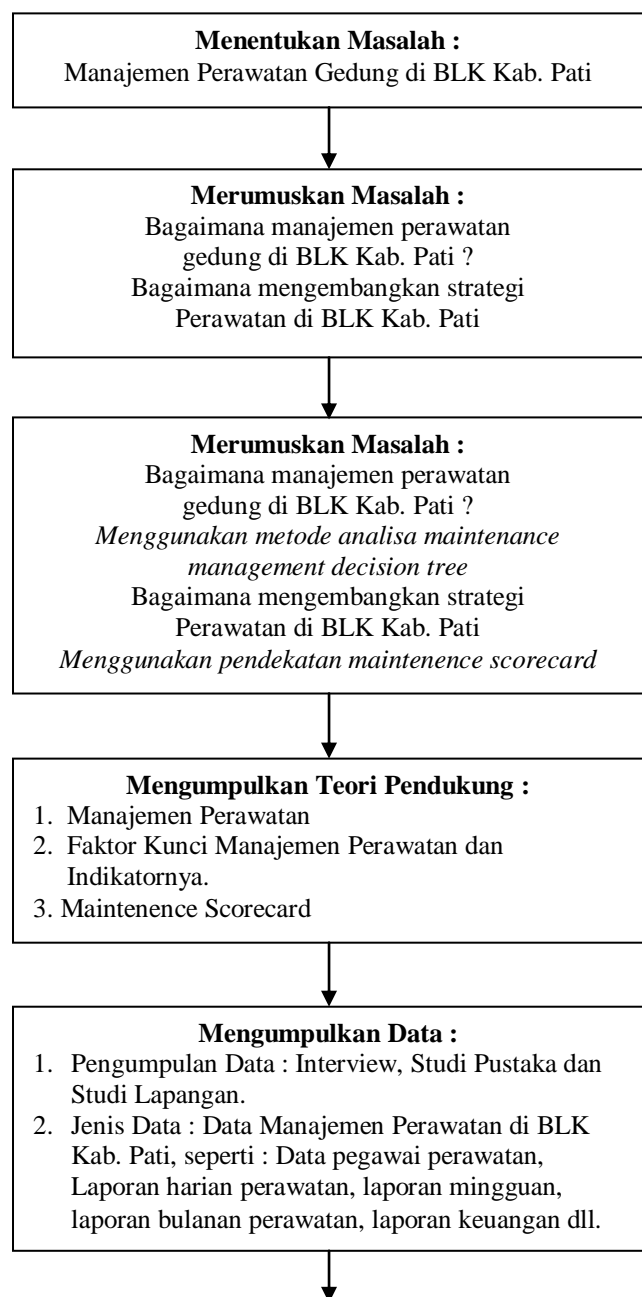 Menentukan Masalah :
Manajemen Perawatan Gedung di BLK Kab. Pati
Merumuskan Masalah :
Bagaimana manajemen perawatan
gedung di BLK Kab. Pati ?
Bagaimana mengembangkan strategi
Perawatan di BLK Kab. Pati
Merumuskan Masalah :
Bagaimana manajemen perawatan
gedung di BLK Kab. Pati ?
Menggunakan metode analisa maintenance
management decision tree
Bagaimana mengembangkan strategi
Perawatan di BLK Kab. Pati
Menggunakan pendekatan maintenence scorecard
Mengumpulkan Teori Pendukung :
1. Manajemen Perawatan
2. Faktor Kunci Manajemen Perawatan dan
Indikatornya.
3. Maintenence Scorecard
Mengumpulkan Data :
1. Pengumpulan Data : Interview, Studi Pustaka dan
Studi Lapangan.
2. Jenis Data : Data Manajemen Perawatan di BLK
Kab. Pati, seperti : Data pegawai perawatan,
Laporan harian perawatan, laporan mingguan,
laporan bulanan perawatan, laporan keuangan dll.